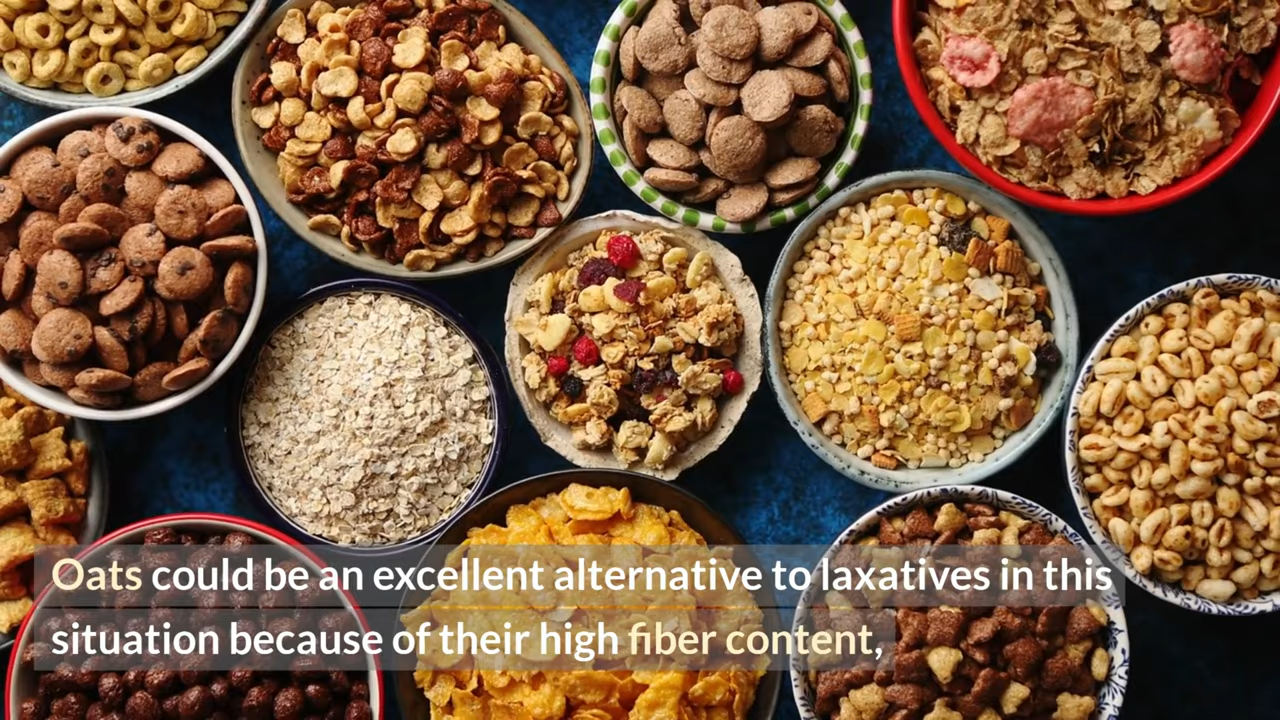 Oats could be an excellent alternative to laxatives in this
situation because of their high fiber content,